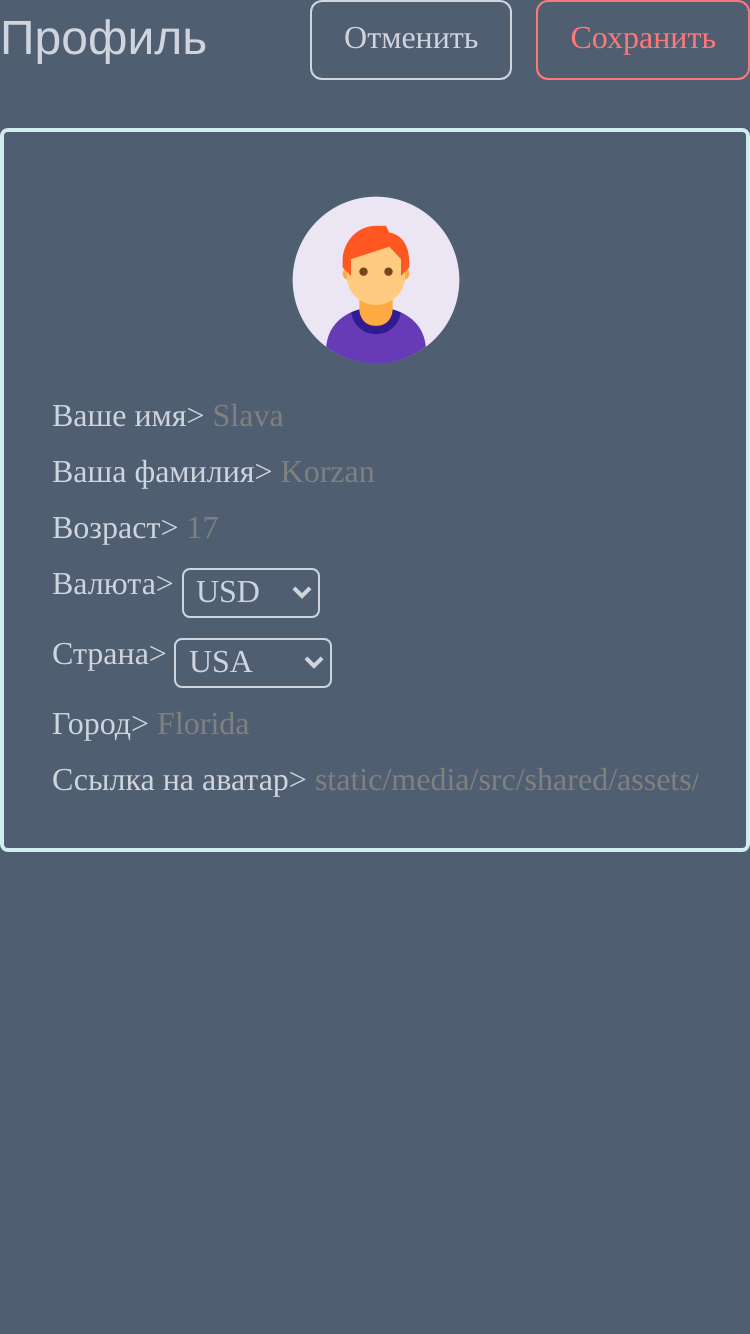 Профиль Отменить Сохранить
Ваше имя> Slava
Ваша фамилия> Korzan
Возраст> 17
Валюта> USD
Страна> USA
Город> Florida
Ссылка на аватар> static/media/src/shared/assets/